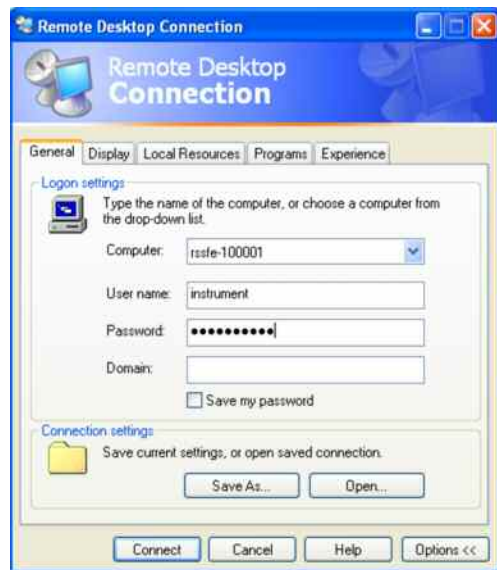 Remote Desktop Connection
Remote Desktop
Connection
General Display Local Resources Programs Experience
Logon settings
Type the name of the computer, or choose a computer from
the drop-down list.
Computer: rssfe-100001
User name: instrument
Password: ●●●●●●●●●●
Domain:
Save my password
Connection settings
Save current settings, or open saved connection.
Save As... Open...
Connect Cancel Help Options <<